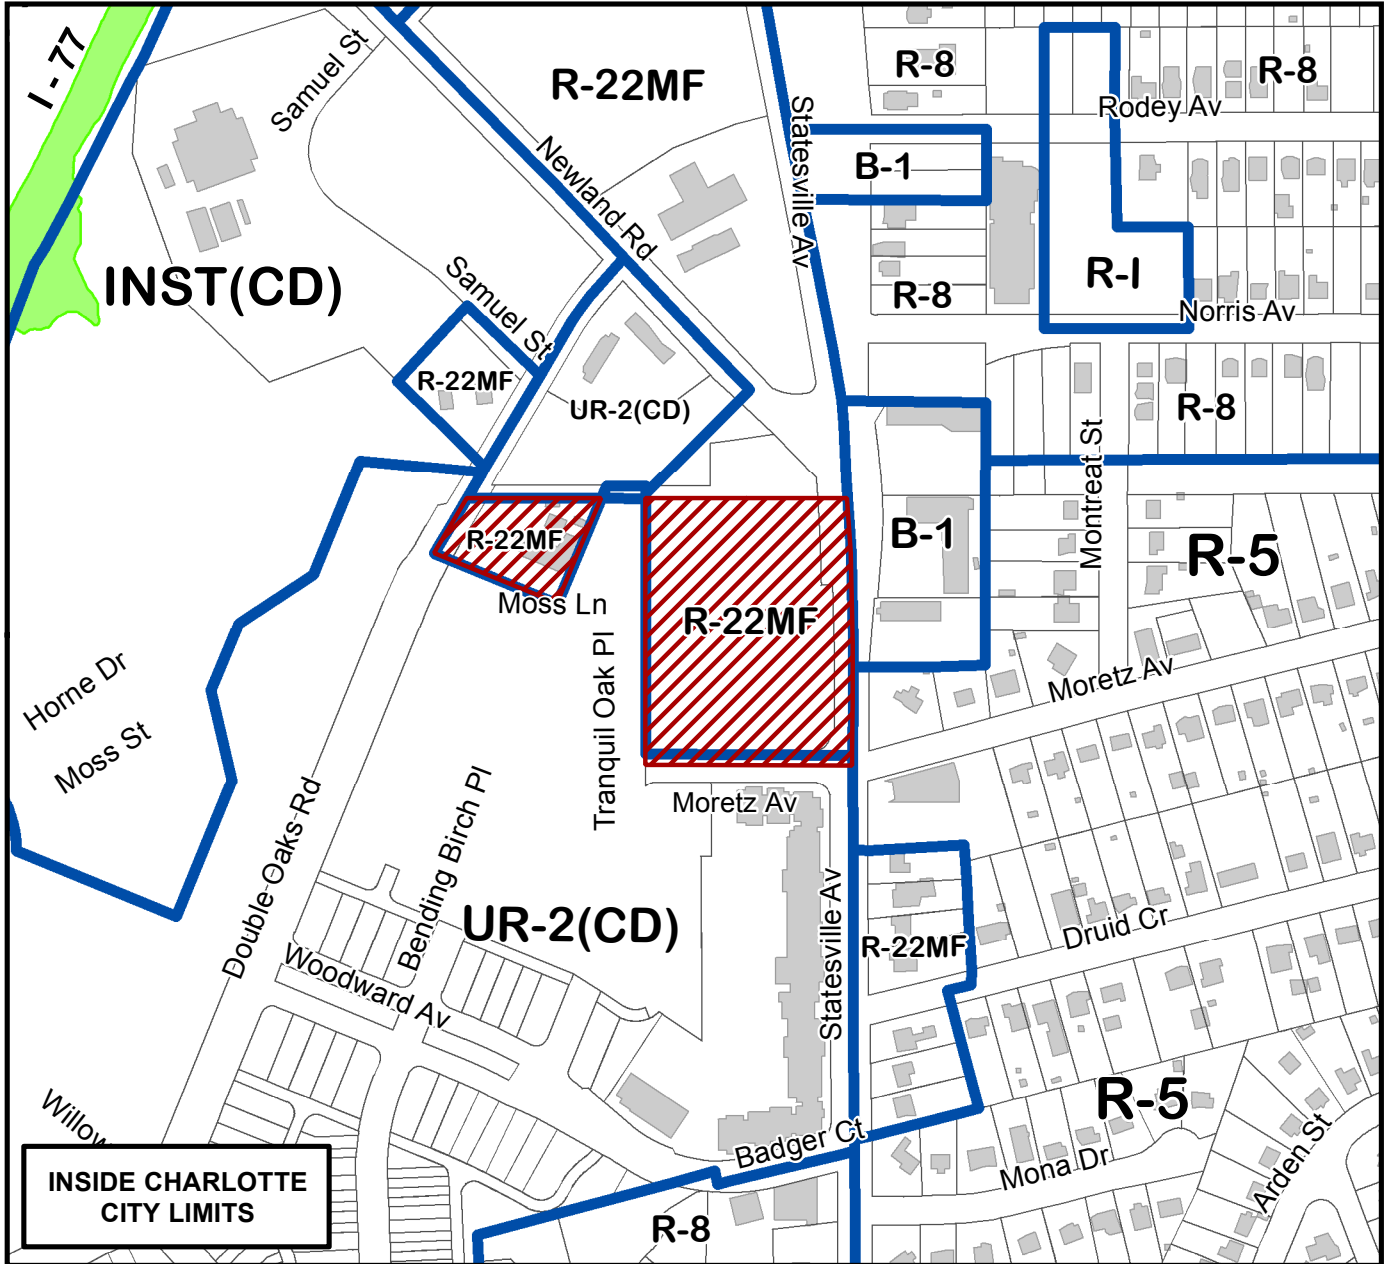 I - 77
Samuel St
R-22MF
R-8
R-8
Rodey Av
Statesville Av
Newland Rd
B-1
INST(CD)
Samuel St
R-8
R-I
Norris Av
R-22MF
UR-2(CD)
R-8
Montreat St
B-1
R-22MF
R-5
Moss Ln
R-22MF
Tranquil Oak Pl
Horne Dr
Moretz Av
Moss St
Moretz Av
Double Oaks Rd
Bending Birch Pl
UR-2(CD)
Statesville Av
Druid Cr
R-22MF
Woodward Av
R-5
Willow
Badger Ct
Mona Dr
Arden St
INSIDE CHARLOTTE
CITY LIMITS
R-8